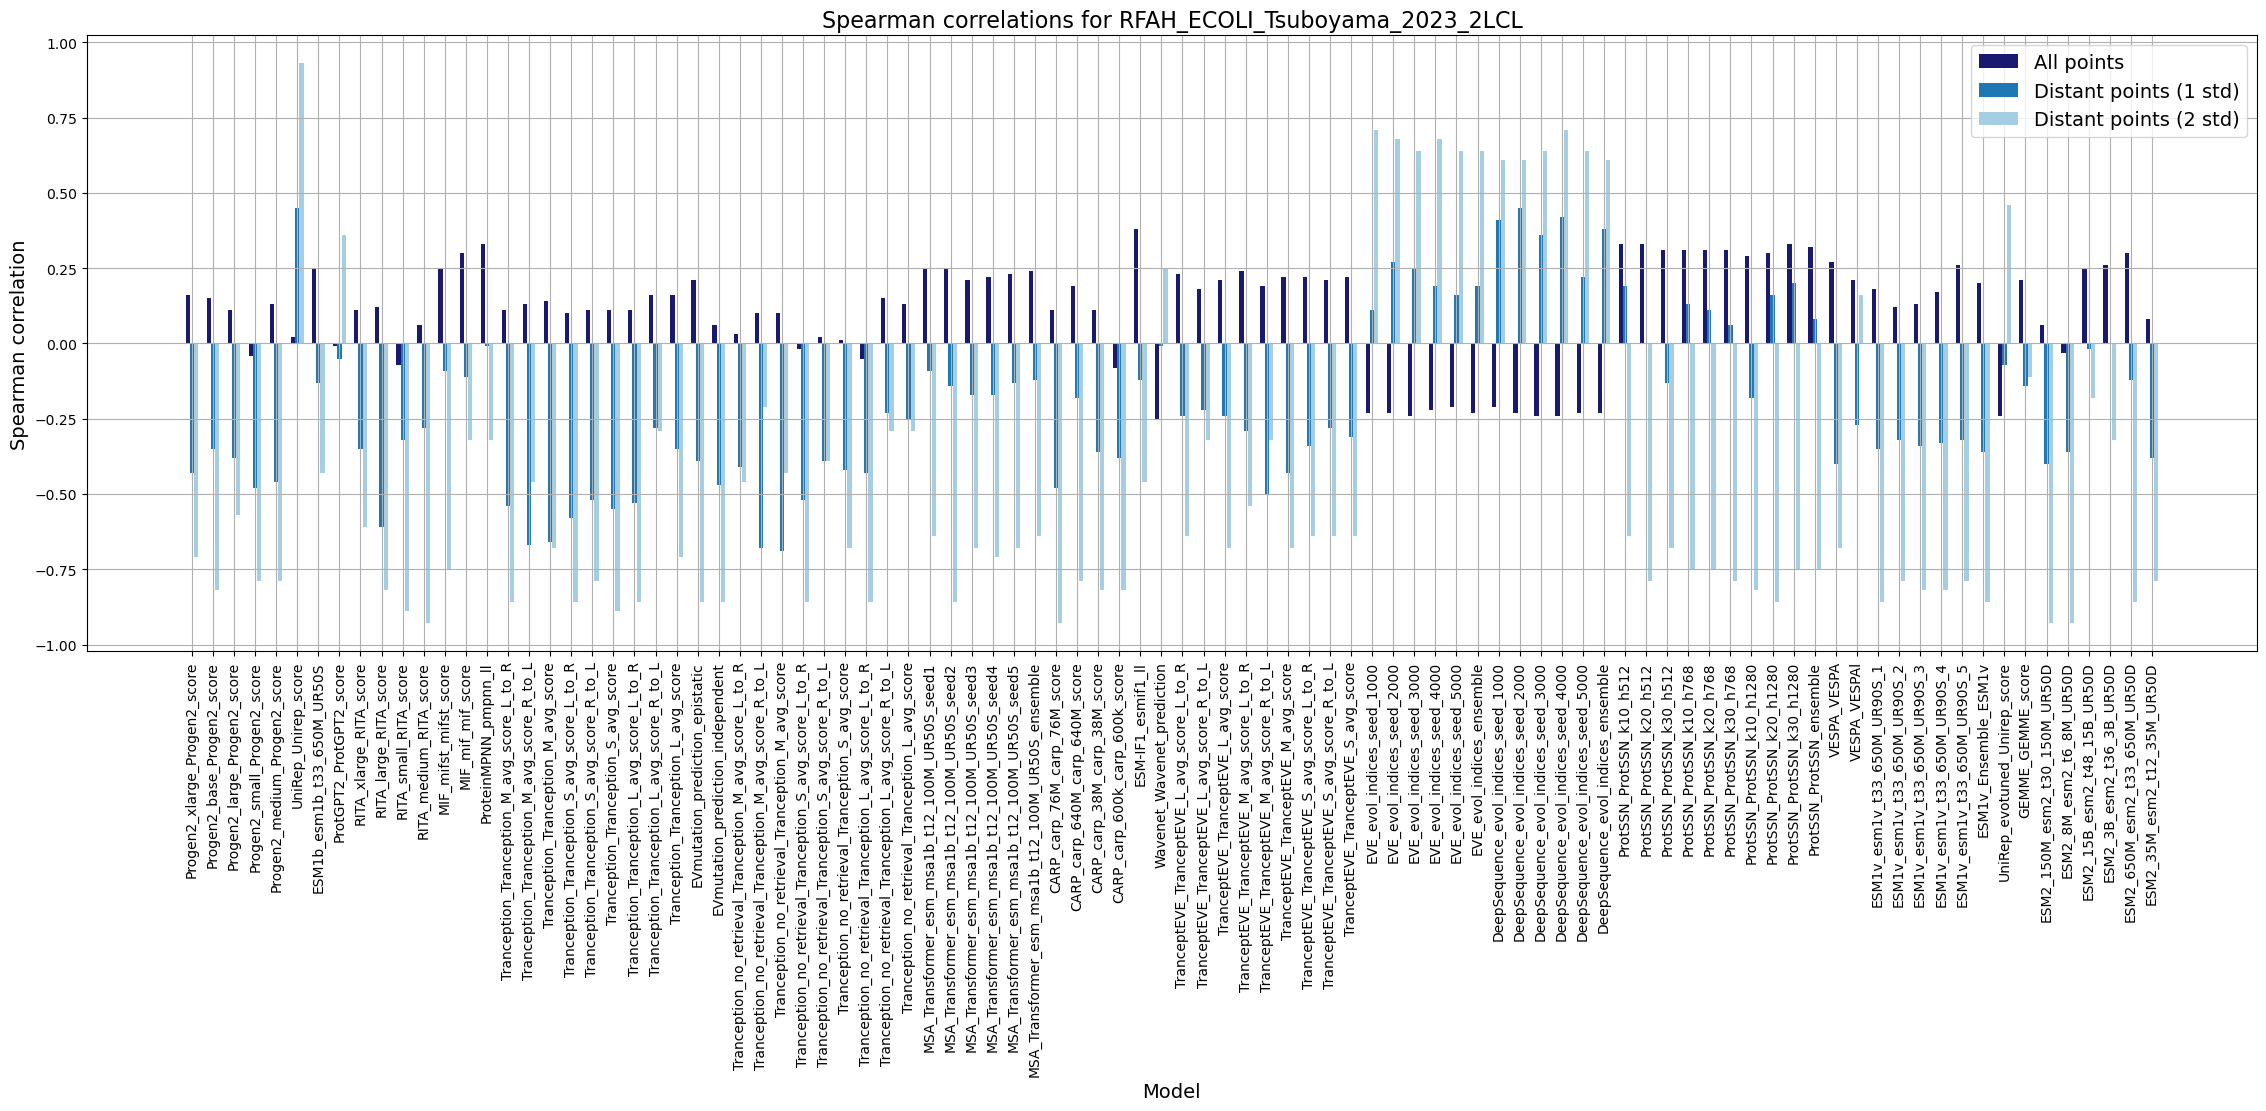 Spearman correlations for RFAH_ECOLI_Tsuboyama_2023_2LCL
All points
Distant points (1 std)
Distant points (2 std)
Spearman correlation
1.00
0.75
0.50
0.25
0.00
−0.25
−0.50
−0.75
−1.00
Progen2_xlarge_Progen2_score
Progen2_base_Progen2_score
Progen2_large_Progen2_score
Progen2_small_Progen2_score
Progen2_medium_Progen2_score
UniRep_Unirep_score
ESM1b_esm1b_t33_650M_UR50S
ProtGPT2_ProtGPT2_score
RITA_xlarge_RITA_score
RITA_large_RITA_score
RITA_small_RITA_score
RITA_medium_RITA_score
MIF_mifst_mifst_score
MIF_mif_mif_score
ProteinMPNN_pmpnn_ll
Tranception_Tranception_M_avg_score_L_to_R
Tranception_Tranception_M_avg_score_R_to_L
Tranception_Tranception_M_avg_score
Tranception_Tranception_S_avg_score_L_to_R
Tranception_Tranception_S_avg_score_R_to_L
Tranception_Tranception_S_avg_score
Tranception_Tranception_L_avg_score_L_to_R
Tranception_Tranception_L_avg_score_R_to_L
Tranception_Tranception_L_avg_score
EVmutation_prediction_epistatic
EVmutation_prediction_independent
Tranception_no_retrieval_Tranception_M_avg_score_L_to_R
Tranception_no_retrieval_Tranception_M_avg_score_R_to_L
Tranception_no_retrieval_Tranception_M_avg_score
Tranception_no_retrieval_Tranception_S_avg_score_L_to_R
Tranception_no_retrieval_Tranception_S_avg_score_R_to_L
Tranception_no_retrieval_Tranception_S_avg_score
Tranception_no_retrieval_Tranception_L_avg_score_L_to_R
Tranception_no_retrieval_Tranception_L_avg_score_R_to_L
Tranception_no_retrieval_Tranception_L_avg_score
MSA_Transformer_esm_msa1b_t12_100M_UR50S_seed1
MSA_Transformer_esm_msa1b_t12_100M_UR50S_seed2
MSA_Transformer_esm_msa1b_t12_100M_UR50S_seed3
MSA_Transformer_esm_msa1b_t12_100M_UR50S_seed4
MSA_Transformer_esm_msa1b_t12_100M_UR50S_seed5
MSA_Transformer_esm_msa1b_t12_100M_UR50S_ensemble
CARP_carp_76M_carp_76M_score
CARP_carp_640M_carp_640M_score
CARP_carp_38M_carp_38M_score
CARP_carp_600k_carp_600k_score
ESM-IF1_esmif1_ll
Wavenet_Wavenet_prediction
TranceptEVE_TranceptEVE_L_avg_score_L_to_R
TranceptEVE_TranceptEVE_L_avg_score_R_to_L
TranceptEVE_TranceptEVE_L_avg_score
TranceptEVE_TranceptEVE_M_avg_score_L_to_R
TranceptEVE_TranceptEVE_M_avg_score_R_to_L
TranceptEVE_TranceptEVE_M_avg_score
TranceptEVE_TranceptEVE_S_avg_score_L_to_R
TranceptEVE_TranceptEVE_S_avg_score_R_to_L
TranceptEVE_TranceptEVE_S_avg_score
EVE_evol_indices_seed_1000
EVE_evol_indices_seed_2000
EVE_evol_indices_seed_3000
EVE_evol_indices_seed_4000
EVE_evol_indices_seed_5000
EVE_evol_indices_ensemble
DeepSequence_evol_indices_seed_1000
DeepSequence_evol_indices_seed_2000
DeepSequence_evol_indices_seed_3000
DeepSequence_evol_indices_seed_4000
DeepSequence_evol_indices_seed_5000
DeepSequence_evol_indices_ensemble
ProtSSN_ProtSSN_k10_h512
ProtSSN_ProtSSN_k20_h512
ProtSSN_ProtSSN_k30_h512
ProtSSN_ProtSSN_k10_h768
ProtSSN_ProtSSN_k20_h768
ProtSSN_ProtSSN_k30_h768
ProtSSN_ProtSSN_k10_h1280
ProtSSN_ProtSSN_k20_h1280
ProtSSN_ProtSSN_k30_h1280
ProtSSN_ProtSSN_ensemble
VESPA_VESPA
VESPA_VESPAl
ESM1v_esm1v_t33_650M_UR90S_1
ESM1v_esm1v_t33_650M_UR90S_2
ESM1v_esm1v_t33_650M_UR90S_3
ESM1v_esm1v_t33_650M_UR90S_4
ESM1v_esm1v_t33_650M_UR90S_5
ESM1v_Ensemble_ESM1v
UniRep_evotuned_Unirep_score
GEMME_GEMME_score
ESM2_150M_esm2_t30_150M_UR50D
ESM2_8M_esm2_t6_8M_UR50D
ESM2_15B_esm2_t48_15B_UR50D
ESM2_3B_esm2_t36_3B_UR50D
ESM2_650M_esm2_t33_650M_UR50D
ESM2_35M_esm2_t12_35M_UR50D
Model